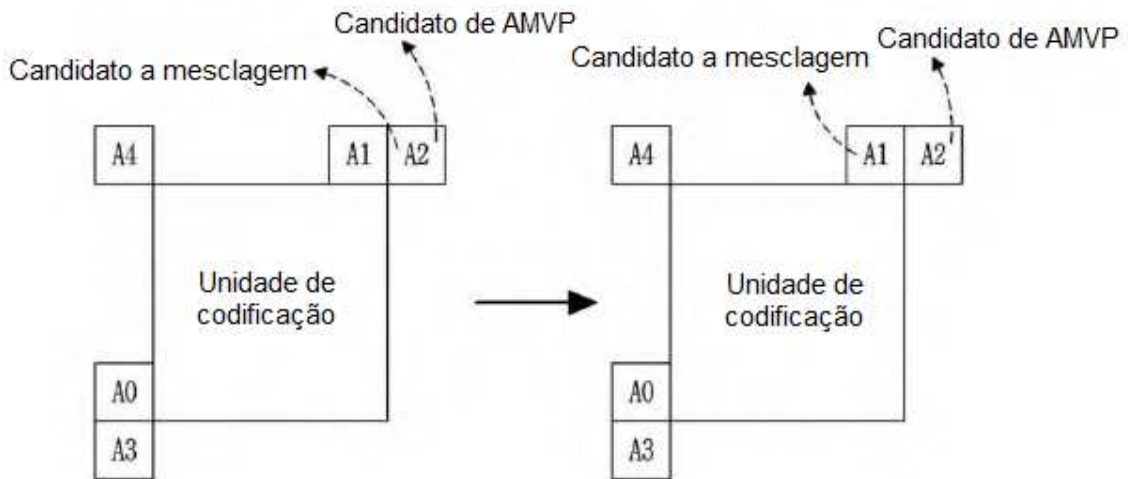 Candidato de AMVP
Candidato a mesclagem
A4
A1
A2
Unidade de
codificação
A0
A3
Candidato de AMVP
Candidato a mesclagem
A4
A1
A2
Unidade de
codificação
A0
A3